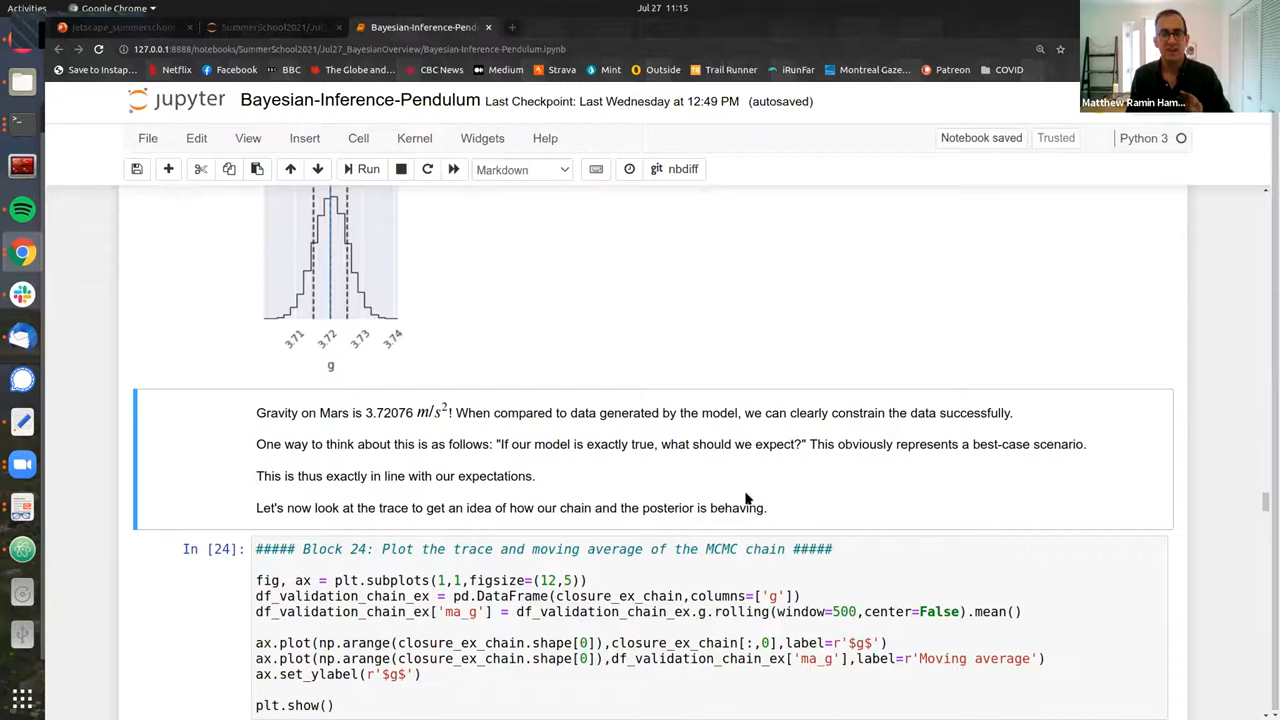 Activities
Google Chrome
Jul 27 11:15
jetscape_summerschool
SummerSchool2021/Jul
Bayesian-Inference-Pend
127.0.0.1:8888/notebooks/SummerSchool2021/Jul27_BayesianOverview/Bayesian-Inference-Pendulum.ipynb
Save to Instap...
Netflix
Facebook
BBC
The Globe and...
CBC News
Medium
Strava
Mint
Outside
Trail Runner
iRunFar
Montreal Gaze...
Patreon
COVID
Matthew Ramin Ham...
jupyter
Bayesian-Inference-Pendulum Last Checkpoint: Last Wednesday at 12:49 PM (autosaved)
File Edit View Insert Cell Kernel Widgets Help
Notebook saved Trusted Python 3
Run Markdown git nbdiff
3.71 3.72 3.73 3.74
g
Gravity on Mars is 3.72076 m/s²! When compared to data generated by the model, we can clearly constrain the data successfully.
One way to think about this is as follows: "If our model is exactly true, what should we expect?" This obviously represents a best-case scenario.
This is thus exactly in line with our expectations.
Let's now look at the trace to get an idea of how our chain and the posterior is behaving.
In [24]: ##### Block 24: Plot the trace and moving average of the MCMC chain #####
fig, ax = plt.subplots(1,1,figsize=(12,5))
df_validation_chain_ex = pd.DataFrame(closure_ex_chain,columns=['g'])
df_validation_chain_ex['ma_g'] = df_validation_chain_ex.g.rolling(window=500,center=False).mean()
ax.plot(np.arange(closure_ex_chain.shape[0]),closure_ex_chain[:,0],label=r'$g$')
ax.plot(np.arange(closure_ex_chain.shape[0]),df_validation_chain_ex['ma_g'],label=r'Moving average')
ax.set_ylabel(r'$g$')
plt.show()